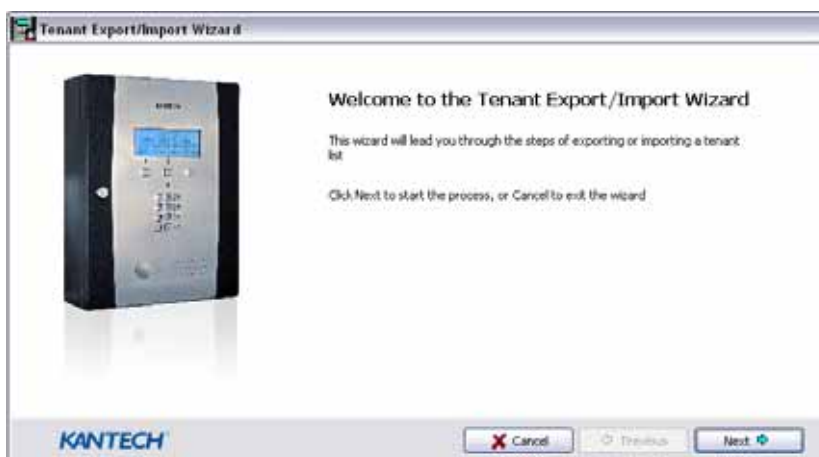 Tenant Export/Import Wizard
Welcome to the Tenant Export/Import Wizard
This wizard will lead you through the steps of exporting or importing a tenant
list
Click Next to start the process, or Cancel to exit the wizard
KANTECH
Cancel
Previous
Next